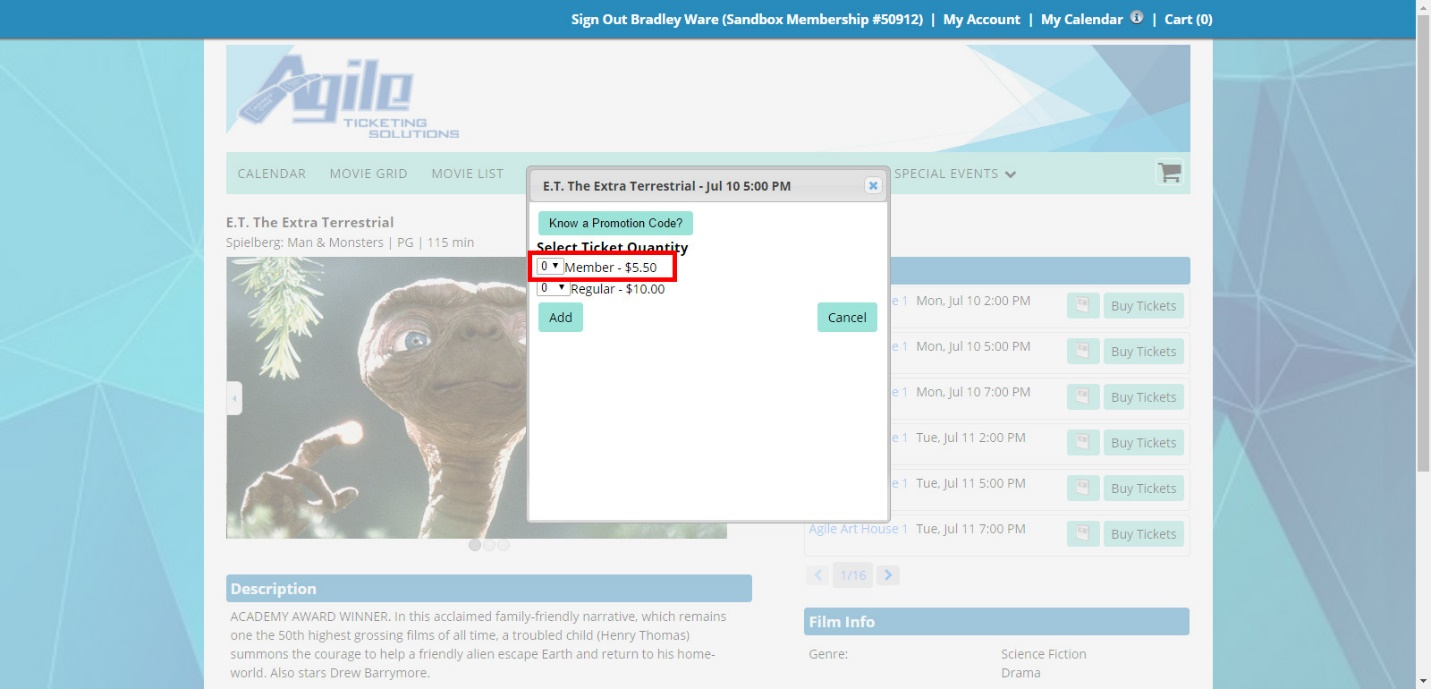 Sign Out Bradley Ware (Sandbox Membership #50912) | My Account | My Calendar | Cart (0)
Agile
TICKETING
SOLUTIONS
CALENDAR MOVIE GRID MOVIE LIST SPECIAL EVENTS
E.T. The Extra Terrestrial
Spielberg: Man & Monsters | PG | 115 min
E.T. The Extra Terrestrial - Jul 10 5:00 PM
Know a Promotion Code?
Select Ticket Quantity
0 Member - $5.50
0 Regular - $10.00
Add Cancel
e 1 Mon, Jul 10 2:00 PM Buy Tickets
e 1 Mon, Jul 10 5:00 PM Buy Tickets
e 1 Mon, Jul 10 7:00 PM Buy Tickets
e 1 Tue, Jul 11 2:00 PM Buy Tickets
e 1 Tue, Jul 11 5:00 PM Buy Tickets
Agile Art House 1 Tue, Jul 11 7:00 PM Buy Tickets
1/16
Description
ACADEMY AWARD WINNER. In this acclaimed family-friendly narrative, which remains
one the 50th highest grossing films of all time, a troubled child (Henry Thomas)
summons the courage to help a friendly alien escape Earth and return to his home-
world. Also stars Drew Barrymore.
Film Info
Genre: Science Fiction
Drama